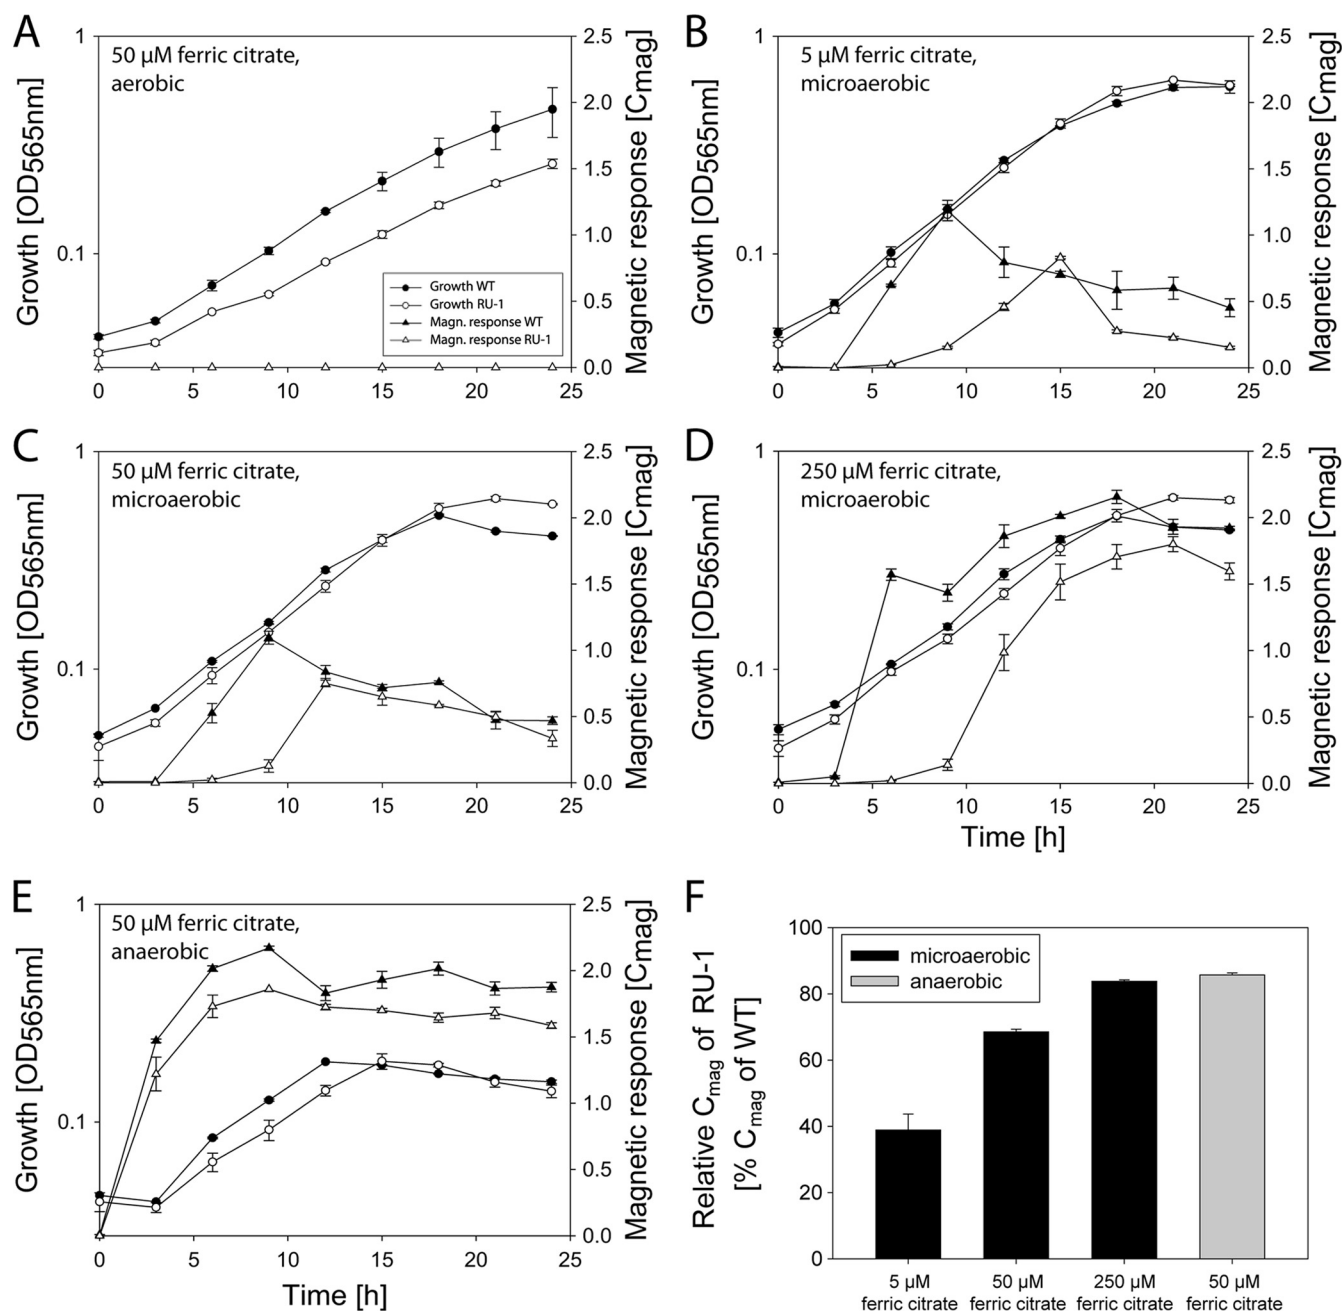 A
50 µM ferric citrate,
aerobic
Growth [OD565nm]
1
0.1
Magnetic response [Cmag]
2.5
2.0
1.5
1.0
0.5
0.0
0 5 10 15 20 25
Growth WT
Growth RU-1
Magn. response WT
Magn. response RU-1
B
5 µM ferric citrate,
microaerobic
Growth [OD565nm]
1
0.1
Magnetic response [Cmag]
2.5
2.0
1.5
1.0
0.5
0.0
0 5 10 15 20 25
C
50 µM ferric citrate,
microaerobic
Growth [OD565nm]
1
0.1
Magnetic response [Cmag]
2.5
2.0
1.5
1.0
0.5
0.0
0 5 10 15 20 25
D
250 µM ferric citrate,
microaerobic
Growth [OD565nm]
1
0.1
Magnetic response [Cmag]
2.5
2.0
1.5
1.0
0.5
0.0
0 5 10 15 20 25
Time [h]
E
50 µM ferric citrate,
anaerobic
Growth [OD565nm]
1
0.1
Magnetic response [Cmag]
2.5
2.0
1.5
1.0
0.5
0.0
0 5 10 15 20 25
Time [h]
F
Relative Cmag of RU-1
[% Cmag of WT]
100
80
60
40
20
0
microaerobic
anaerobic
5 µM
ferric citrate
50 µM
ferric citrate
250 µM
ferric citrate
50 µM
ferric citrate